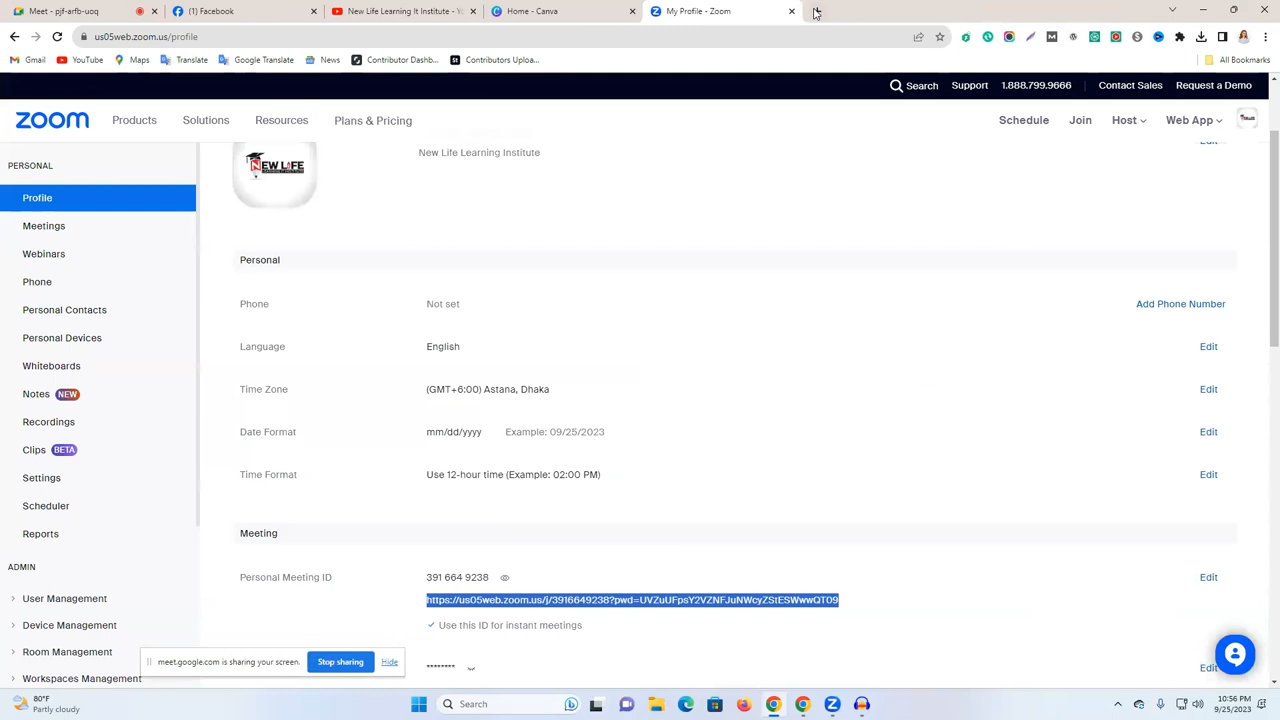 Meet - pjf-arfb-uoq
(1) Facebook
New Life Learning It Institute - Yo
Home - Canva
My Profile - Zoom
us05web.zoom.us/profile
Gmail
YouTube
Maps
Translate
Google Translate
News
Contributor Dashb...
Contributors Uploa...
All Bookmarks
Search
Support
1.888.799.9666
Contact Sales
Request a Demo
zoom
Products
Solutions
Resources
Plans & Pricing
Schedule
Join
Host
Web App
PERSONAL
Profile
Meetings
Webinars
Phone
Personal Contacts
Personal Devices
Whiteboards
Notes NEW
Recordings
Clips BETA
Settings
Scheduler
Reports
ADMIN
User Management
Device Management
Room Management
Workspaces Management
NEW LIFE
New Life Learning Institute
Edit
Personal
Phone Not set Add Phone Number
Language English Edit
Time Zone (GMT+6:00) Astana, Dhaka Edit
Date Format mm/dd/yyyy Example: 09/25/2023 Edit
Time Format Use 12-hour time (Example: 02:00 PM) Edit
Meeting
Personal Meeting ID 391 664 9238 Edit
https://us05web.zoom.us/j/3916649238?pwd=UVZuUFpsY2VZNFJuNWcyZStESWwwQT09
Use this ID for instant meetings
******** Edit
meet.google.com is sharing your screen.
Stop sharing
Hide
80°F
Partly cloudy
Search
10:56 PM
9/25/2023